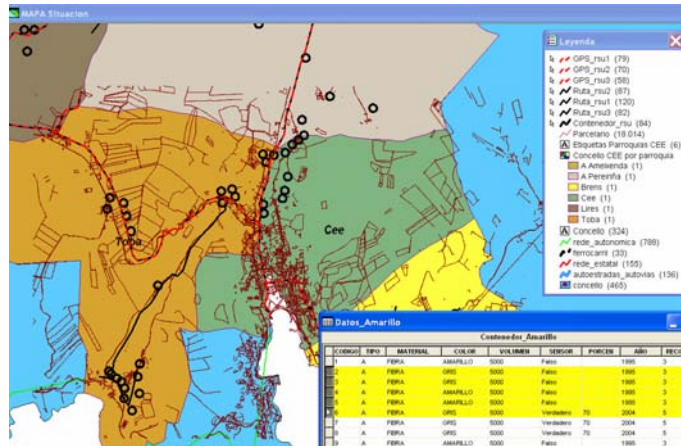 MAPA Situacion
Toba
Cee
Leyenda
GPS_rsu1 (79)
GPS_rsu2 (70)
GPS_rsu3 (58)
Ruta_rsu2 (87)
Ruta_rsu1 (120)
Ruta_rsu3 (82)
Contenedor_rsu (84)
Parcelario (18.014)
A Etiquetas Parroquias CEE (6)
Concello CEE por parroquia
A Ameixenda (1)
A Pereiriña (1)
Brens (1)
Cee (1)
Lires (1)
Toba (1)
A Concello (324)
rede_autonomica (788)
ferrocarril (33)
rede_estatal (155)
autoestradas_autovias (136)
concello (465)
Datos_Amarillo
Contenedor_Amarillo
CODIGO TIPO MATERIAL COLOR VOLUMEN SENSOR PORCEN AÑO RECO
1 A FIBRA AMARILLO 5000 Falso 1995 3
2 A FIBRA GRIS 5000 Falso 1995 3
3 A FIBRA GRIS 5000 Falso 1995 3
4 A FIBRA AMARILLO 5000 Falso 1995 3
5 A FIBRA AMARILLO 5000 Falso 1995 3
6 A FIBRA GRIS 5000 Verdadero 70 2004 5
7 A FIBRA GRIS 5000 Verdadero 70 2004 5
8 A FIBRA GRIS 5000 Verdadero 70 2004 5
9 A FIBRA AMARILLO 5000 Falso 1995 3